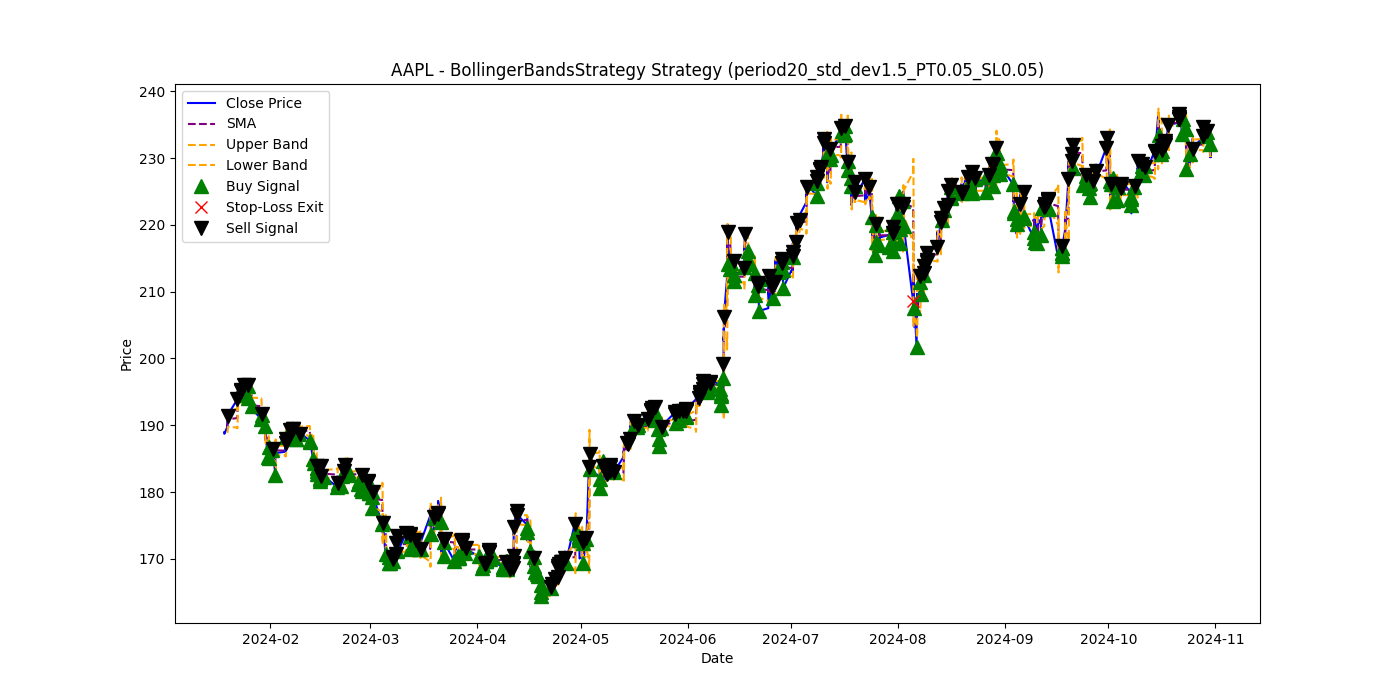 AAPL - BollingerBandsStrategy Strategy (period20_std_dev1.5_PT0.05_SL0.05)
Close Price
SMA
Upper Band
Lower Band
Buy Signal
Stop-Loss Exit
Sell Signal
240
230
220
210
200
190
180
170
Price
2024-02 2024-03 2024-04 2024-05 2024-06 2024-07 2024-08 2024-09 2024-10 2024-11
Date